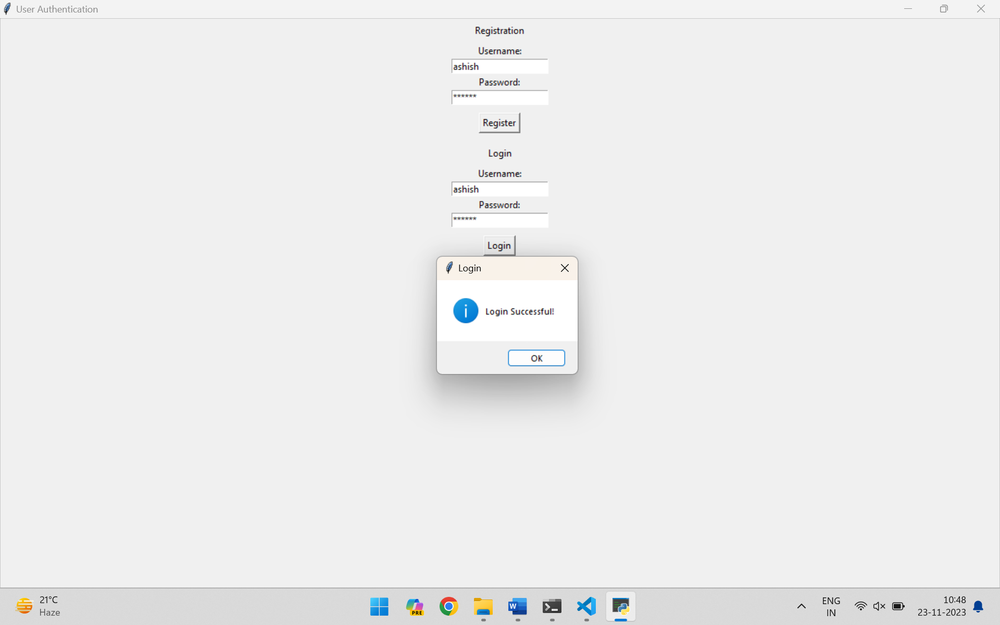 User Authentication
Registration
Username:
ashish
Password:
******
Register
Login
Username:
ashish
Password:
******
Login
Login
Login Successful!
OK
21°C
Haze
PRE
W
ENG
IN
10:48
23-11-2023